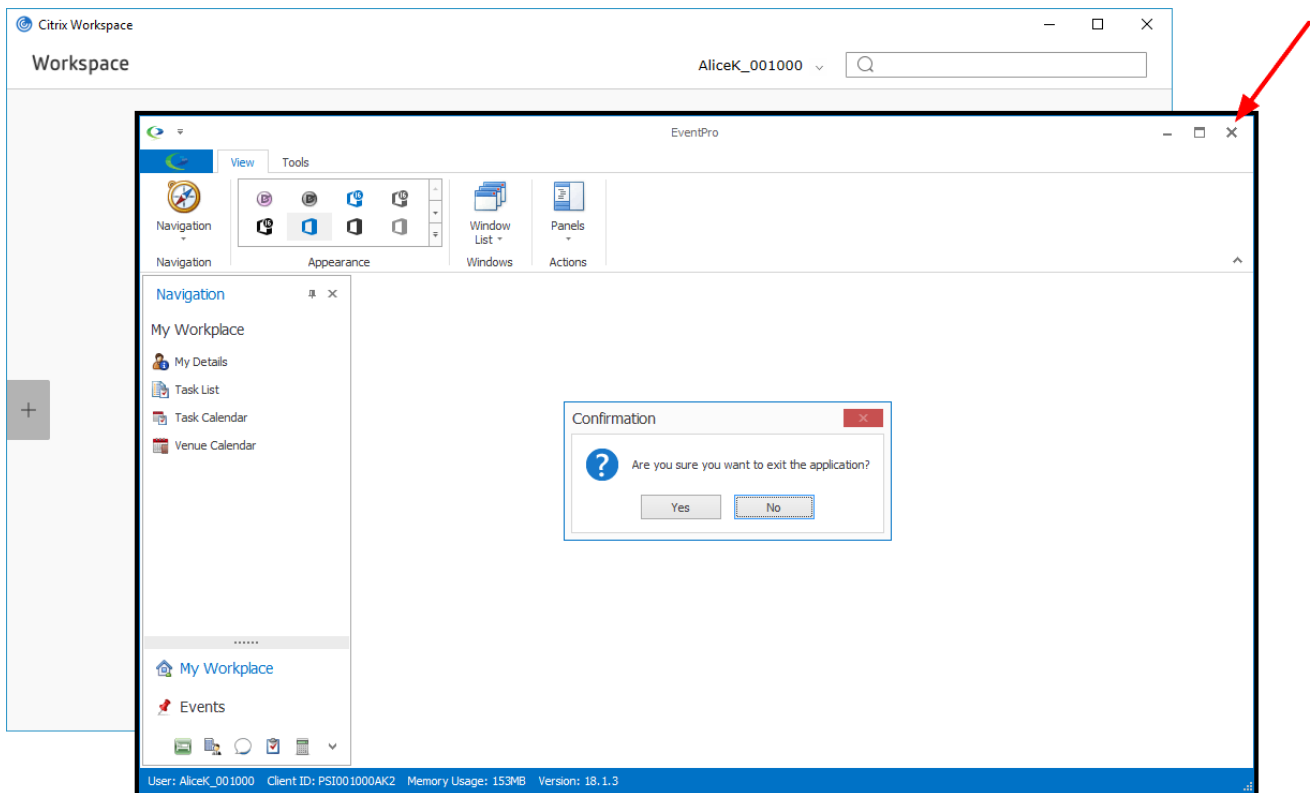 Citrix Workspace
Workspace
AliceK_001000
EventPro
View Tools
Navigation
Window
List
Panels
Navigation Appearance Windows Actions
Navigation
My Workplace
My Details
Task List
Task Calendar
Venue Calendar
Confirmation
Are you sure you want to exit the application?
Yes No
My Workplace
Events
User: AliceK_001000 Client ID: PSI001000AK2 Memory Usage: 153MB Version: 18.1.3